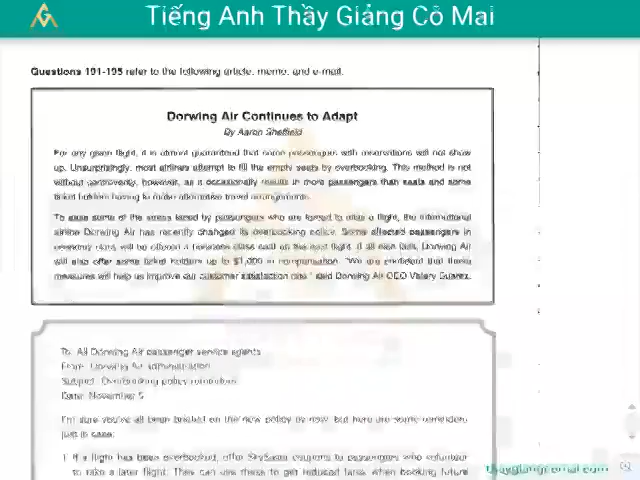 Tiếng Anh Thầy Giảng Cô Mai
Questions 191-195 refer to the following article, memo, and e-mail.
Dorwing Air Continues to Adapt
By Aaron Sheffield
For any given flight, it is almost guaranteed that some passengers with reservations will not show
up. Unsurprisingly, most airlines attempt to fill the empty seats by overbooking. This method is not
without controversy, however, as it occasionally results in more passengers than seats and some
ticket holders having to make alternative travel arrangements.
To ease some of the stress faced by passengers who are forced to miss a flight, the international
airline Dorwing Air has recently changed its overbooking policy. Some affected passengers in
economy class will be offered a business class seat on the next flight. If all else fails, Dorwing Air
will also offer some ticket holders up to $1,000 in compensation. "We are confident that these
measures will help us improve our customer satisfaction rate," said Dorwing Air CEO Valery Suarez.
To: All Dorwing Air passenger service agents
From: Dorwing Air administration
Subject: Overbooking policy reminders
Date: November 5
I'm sure you've all been briefed on the new policy by now, but here are some reminders
just in case:
1 If a flight has been overbooked, offer SkySaver coupons to passengers who volunteer
to take a later flight. They can use these to get reduced fares when booking future